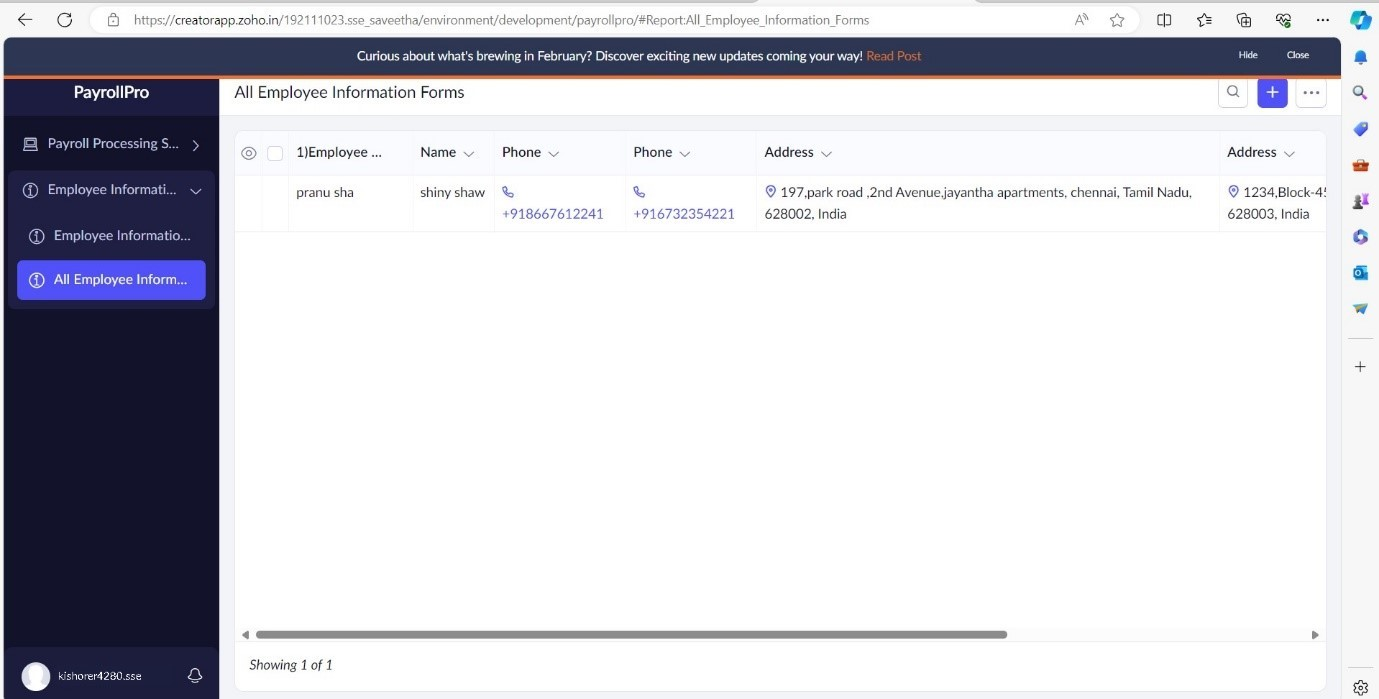 https://creatorapp.zoho.in/192111023.sse_saveetha/environment/development/payrollpro/#Report:All_Employee_Information_Forms
Curious about what's brewing in February? Discover exciting new updates coming your way! Read Post
Hide
Close
PayrollPro
All Employee Information Forms
Payroll Processing S...
Employee Informati...
Employee Informatio...
All Employee Inform...
1)Employee ... Name Phone Phone Address Address
pranu sha shiny shaw +918667612241 +916732354221
197,park road ,2nd Avenue,jayantha apartments, chennai, Tamil Nadu,
628002, India
1234,Block-45
628003, India
Showing 1 of 1
kishorer4280.sse